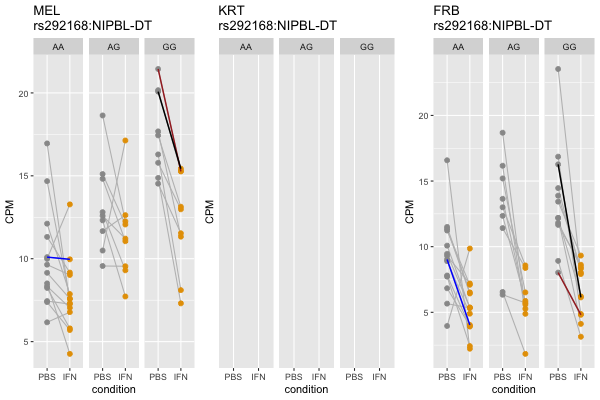 MEL
rs292168:NIPBL-DT
AA AG GG
20
15
10
5
CPM
PBS IFN PBS IFN PBS IFN
condition
KRT
rs292168:NIPBL-DT
AA AG GG
CPM
PBS IFN PBS IFN PBS IFN
condition
FRB
rs292168:NIPBL-DT
AA AG GG
20
15
10
5
CPM
PBS IFN PBS IFN PBS IFN
condition